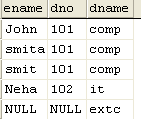 ename dno dname
John 101 comp
smita 101 comp
smit 101 comp
Neha 102 it
NULL NULL extc